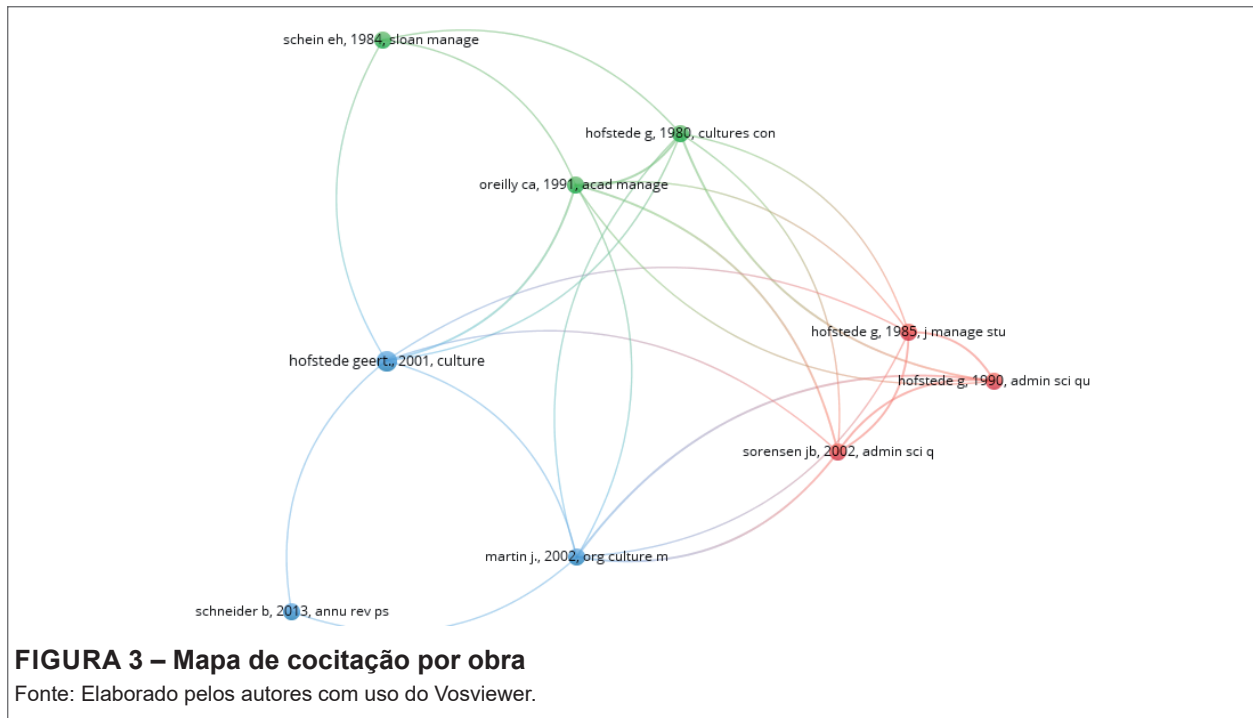 schein eh, 1984, sloan manage
hofstede g, 1980, cultures con
oreilly ca, 1991, acad manage
hofstede g, 1985, j manage stu
hofstede geert., 2001, culture
hofstede g, 1990, admin sci qu
sorensen jb, 2002, admin sci q
martin j., 2002, org culture m
schneider b, 2013, annu rev ps
FIGURA 3 – Mapa de cocitação por obra
Fonte: Elaborado pelos autores com uso do Vosviewer.